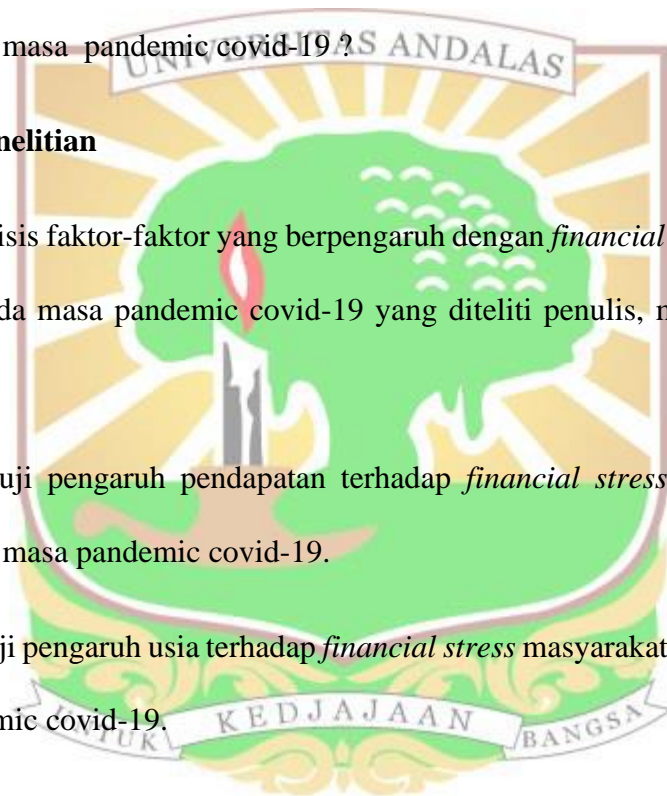 masa pandemic covid-19 ?
UNIVERSITAS ANDALAS
nelitian
isis faktor-faktor yang berpengaruh dengan financial
da masa pandemic covid-19 yang diteliti penulis, m
uji pengaruh pendapatan terhadap financial stress
masa pandemic covid-19.
ji pengaruh usia terhadap financial stress masyarakat
mic covid-19.
UNTUK KEDJAJAAN BANGSA